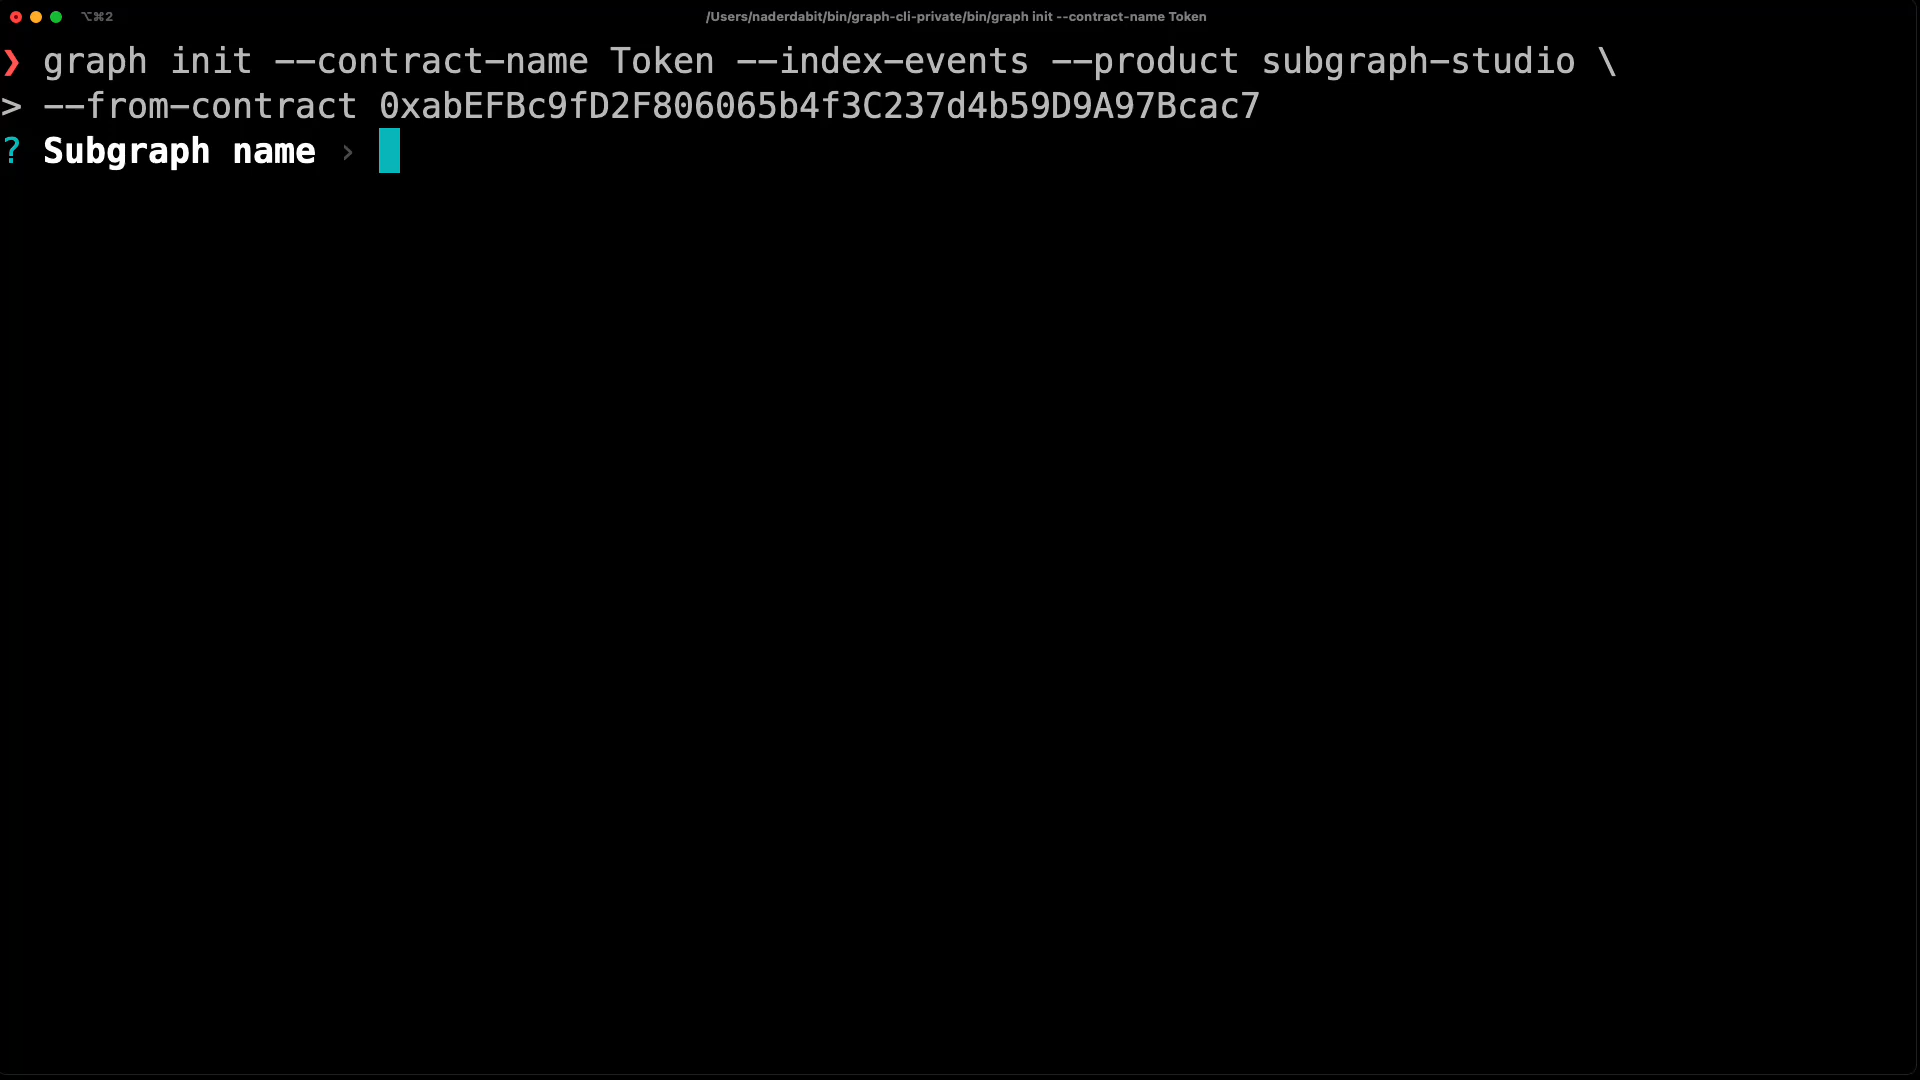 ⌥⌘2
/Users/naderdabit/bin/graph-cli-private/bin/graph init --contract-name Token
❯ graph init --contract-name Token --index-events --product subgraph-studio \
> --from-contract 0xabEFBc9fD2F806065b4f3C237d4b59D9A97Bcac7
? Subgraph name ›